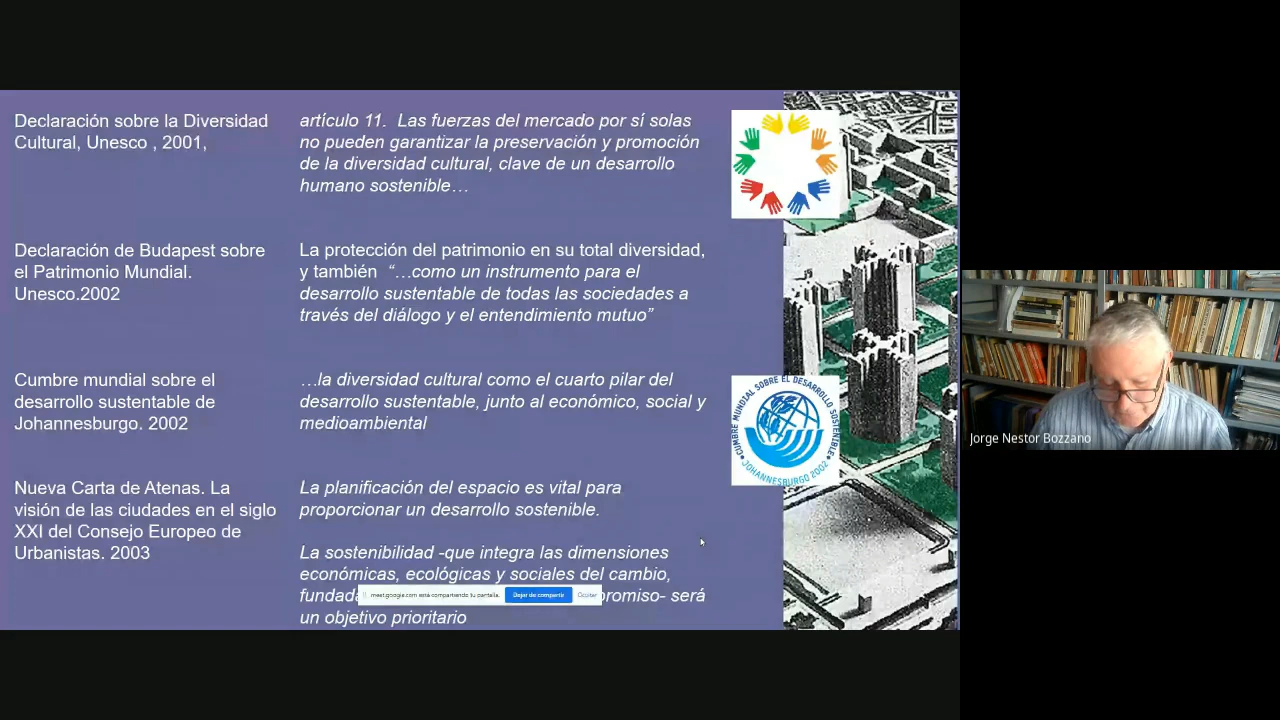 Declaración sobre la Diversidad
Cultural, Unesco , 2001,
artículo 11. Las fuerzas del mercado por sí solas
no pueden garantizar la preservación y promoción
de la diversidad cultural, clave de un desarrollo
humano sostenible…
Declaración de Budapest sobre
el Patrimonio Mundial.
Unesco.2002
La protección del patrimonio en su total diversidad,
y también “…como un instrumento para el
desarrollo sustentable de todas las sociedades a
través del diálogo y el entendimiento mutuo”
Cumbre mundial sobre el
desarrollo sustentable de
Johannesburgo. 2002
…la diversidad cultural como el cuarto pilar del
desarrollo sustentable, junto al económico, social y
medioambiental
CUMBRE MUNDIAL SOBRE EL DESARROLLO SOSTENIBLE
JOHANNESBURGO 2002
Nueva Carta de Atenas. La
visión de las ciudades en el siglo
XXI del Consejo Europeo de
Urbanistas. 2003
La planificación del espacio es vital para
proporcionar un desarrollo sostenible.
La sostenibilidad -que integra las dimensiones
económicas, ecológicas y sociales del cambio,
será
un objetivo prioritario
meet.google.com está compartiendo tu pantalla.
Dejar de compartir
Ocultar
Jorge Nestor Bozzano